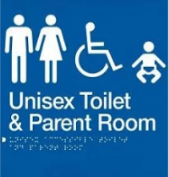 Unisex Toilet
& Parent Room